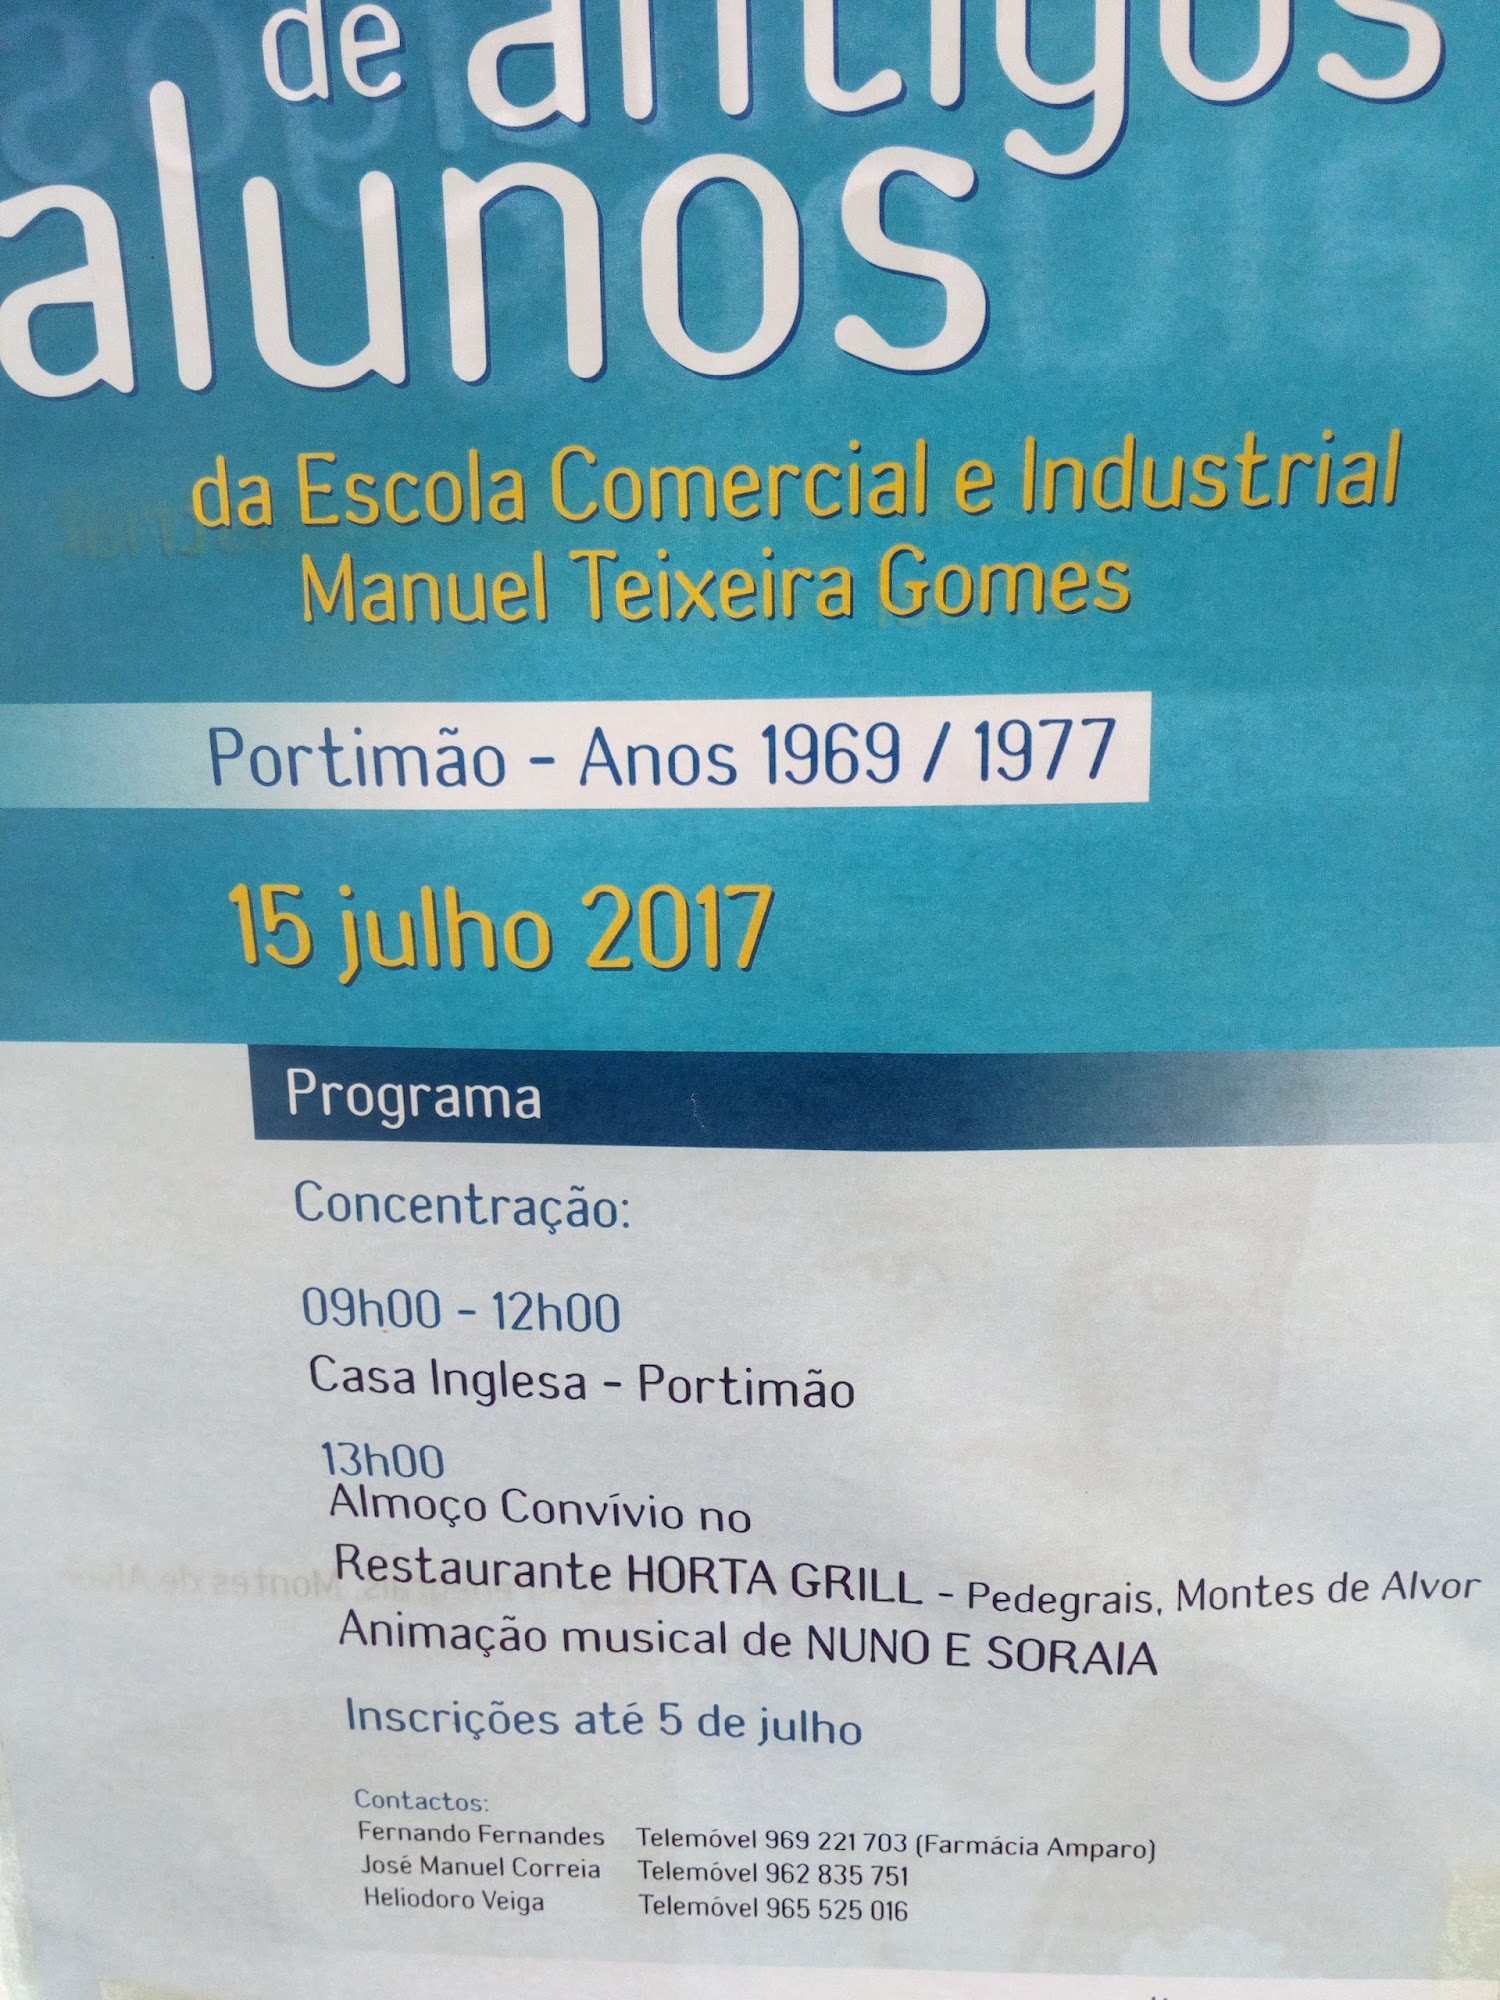 de antigos
alunos
da Escola Comercial e Industrial
Manuel Teixeira Gomes
Portimão - Anos 1969 / 1977
15 julho 2017
Programa
Concentração:
09h00 - 12h00
Casa Inglesa - Portimão
13h00
Almoço Convívio no
Restaurante HORTA GRILL - Pedegrais, Montes de Alvor
Animação musical de NUNO E SORAIA
Inscrições até 5 de julho
Contactos:
Fernando Fernandes Telemóvel 969 221 703 (Farmácia Amparo)
José Manuel Correia Telemóvel 962 835 751
Heliodoro Veiga Telemóvel 965 525 016